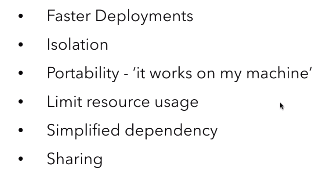 • Faster Deployments
• Isolation
• Portability - 'it works on my machine'
• Limit resource usage
• Simplified dependency
• Sharing